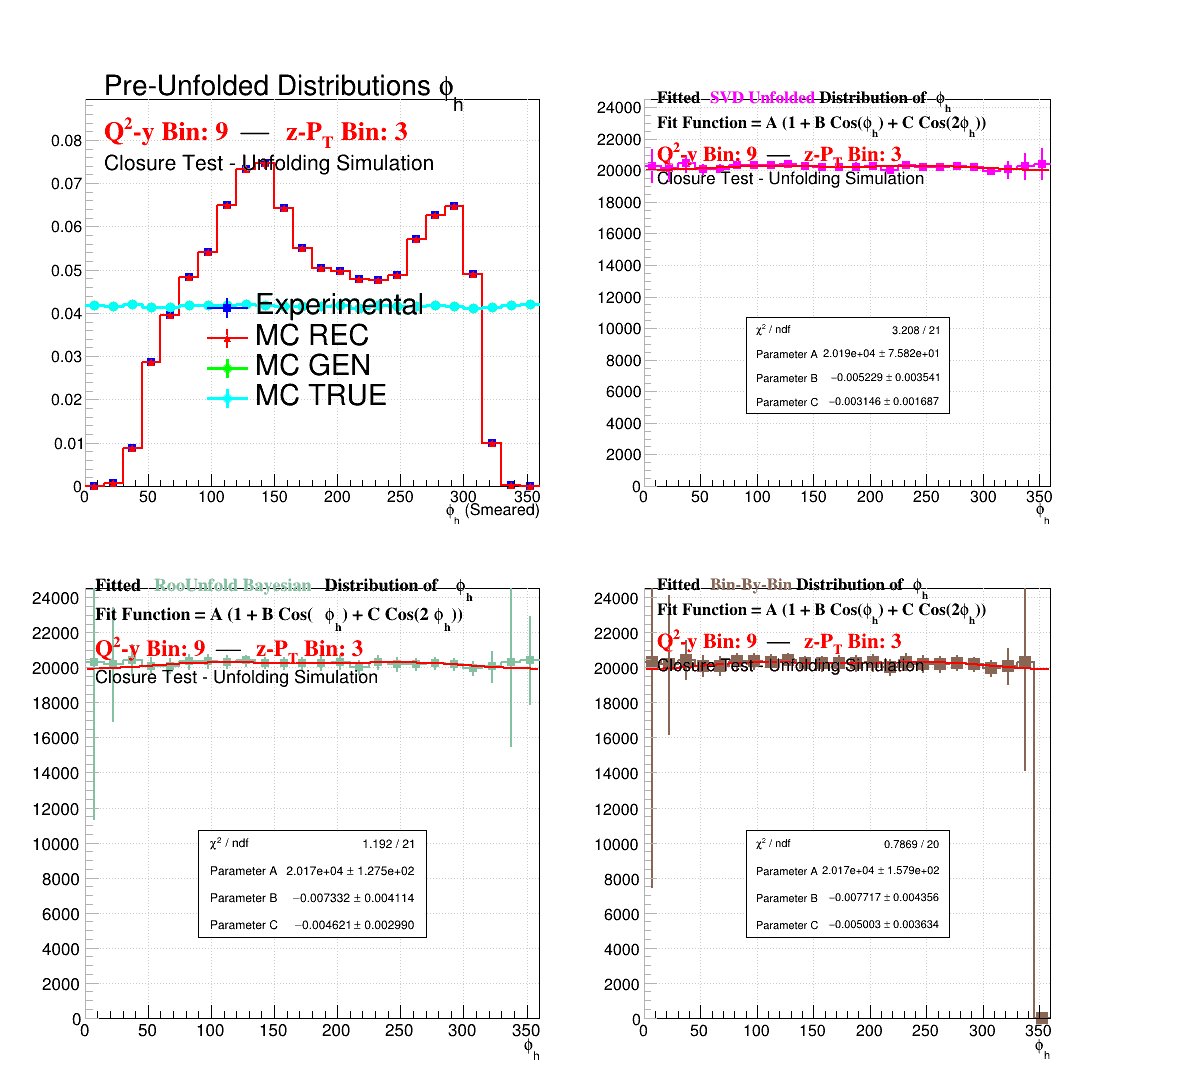 Pre-Unfolded Distributions ϕh
Q²-y Bin: 9 — z-PT Bin: 3
Closure Test - Unfolding Simulation
0.08
0.07
0.06
0.05
0.04
0.03
0.02
0.01
0
Experimental
MC REC
MC GEN
MC TRUE
0 50 100 150 200 250 300 350
ϕh (Smeared)
Fitted SVD Unfolded Distribution of ϕh
Fit Function = A (1 + B Cos(ϕh) + C Cos(2ϕh))
Q²-y Bin: 9 — z-PT Bin: 3
Closure Test - Unfolding Simulation
24000
22000
20000
18000
16000
14000
12000
10000
8000
6000
4000
2000
0
χ² / ndf 3.208 / 21
Parameter A 2.019e+04 ± 7.582e+01
Parameter B −0.005229 ± 0.003541
Parameter C −0.003146 ± 0.001687
0 50 100 150 200 250 300 350
ϕh
Fitted RooUnfold Bayesian Distribution of ϕh
Fit Function = A (1 + B Cos( ϕh) + C Cos(2 ϕh))
Q²-y Bin: 9 — z-PT Bin: 3
Closure Test - Unfolding Simulation
24000
22000
20000
18000
16000
14000
12000
10000
8000
6000
4000
2000
0
χ² / ndf 1.192 / 21
Parameter A 2.017e+04 ± 1.275e+02
Parameter B −0.007332 ± 0.004114
Parameter C −0.004621 ± 0.002990
0 50 100 150 200 250 300 350
ϕh
Fitted Bin-By-Bin Distribution of ϕh
Fit Function = A (1 + B Cos(ϕh) + C Cos(2ϕh))
Q²-y Bin: 9 — z-PT Bin: 3
Closure Test - Unfolding Simulation
24000
22000
20000
18000
16000
14000
12000
10000
8000
6000
4000
2000
0
χ² / ndf 0.7869 / 20
Parameter A 2.017e+04 ± 1.579e+02
Parameter B −0.007717 ± 0.004356
Parameter C −0.005003 ± 0.003634
0 50 100 150 200 250 300 350
ϕh